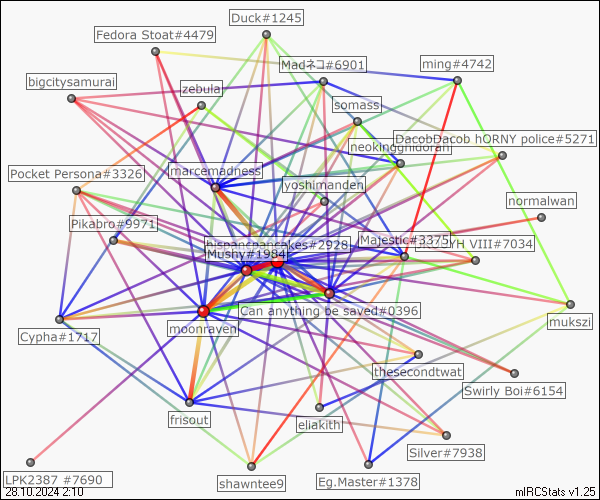 Duck#1245
Fedora Stoat#4479
Madネコ#6901
ming#4742
bigcitysamurai
zebula
somass
Dacobparcob hORNY police#5271
neokinggindoran
marcemadness
Pocket Persona#3326
yoshimanden
normalwan
Pikabro#9971
hispancpancakes#2928
Majestic#3375
YH VIII#7034
Mushy#1984
Can anything be saved#0396
mukszi
moonraven
Cypha#1717
thesecondtwat
Swirly Boi#6154
frisout
eliakith
Silver#7938
LPK2387 #7690
shawntee9
Eg.Master#1378
28.10.2024 2:10
mIRCStats v1.25